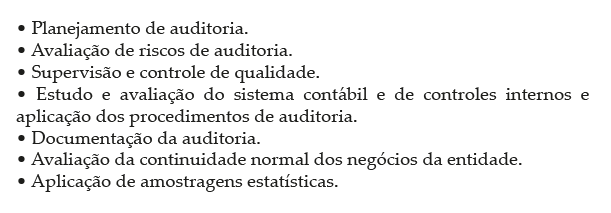 • Planejamento de auditoria.
• Avaliação de riscos de auditoria.
• Supervisão e controle de qualidade.
• Estudo e avaliação do sistema contábil e de controles internos e
aplicação dos procedimentos de auditoria.
• Documentação da auditoria.
• Avaliação da continuidade normal dos negócios da entidade.
• Aplicação de amostragens estatísticas.